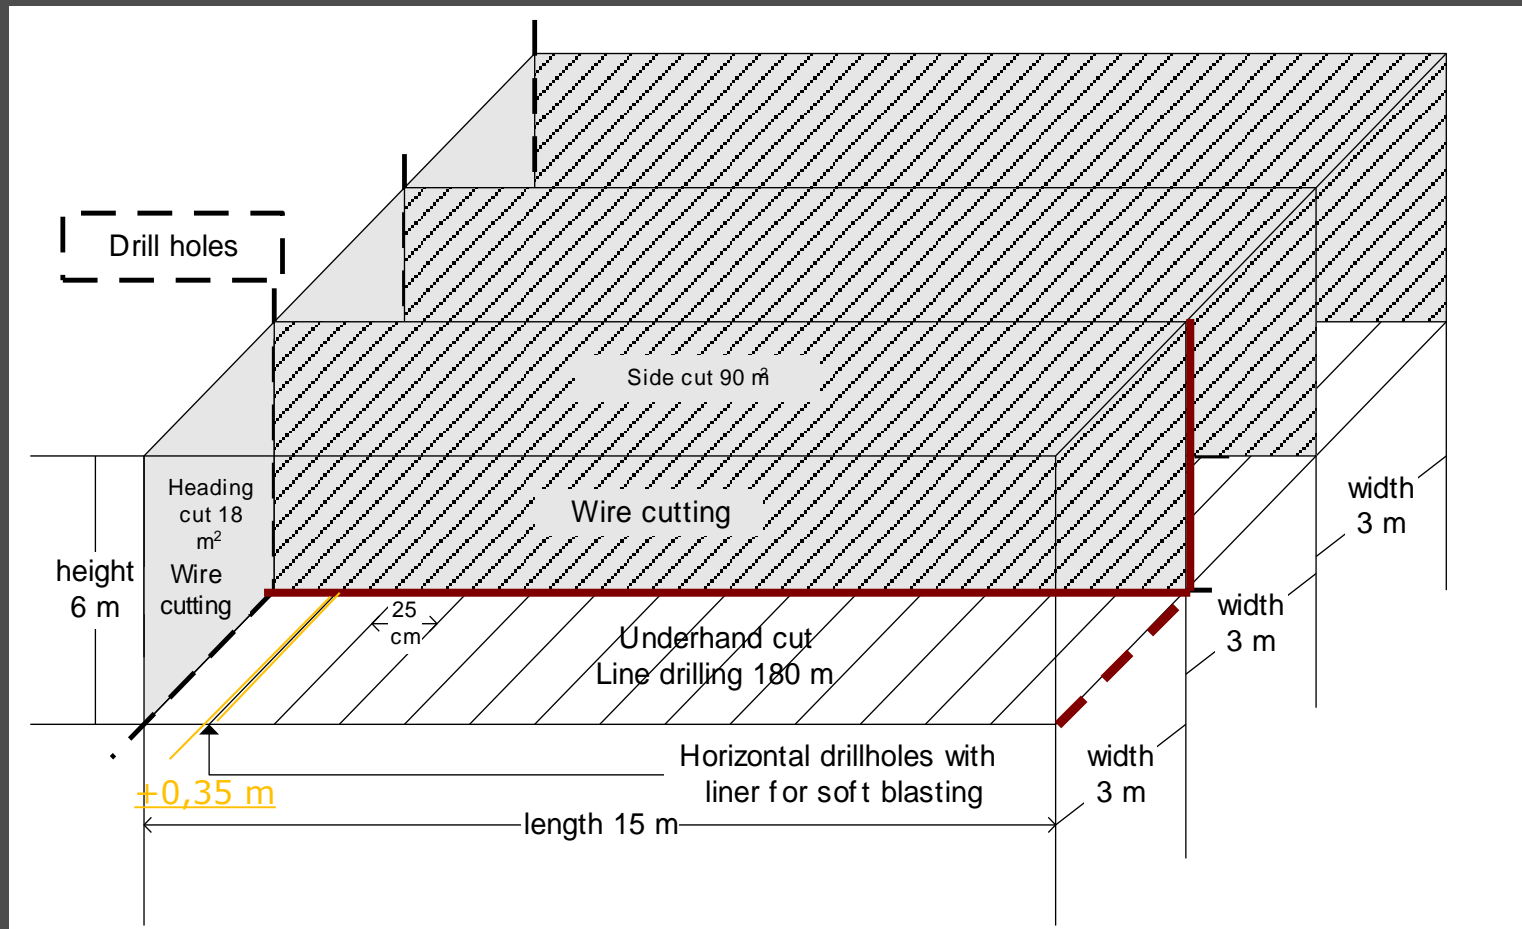 Drill holes
Side cut 90 m²
Heading
cut 18
m²
Wire
cutting
Wire cutting
height
6 m
25
cm
Underhand cut
Line drilling 180 m
width
3 m
width
3 m
width
3 m
Horizontal drillholes with
liner for soft blasting
+0,35 m
length 15 m